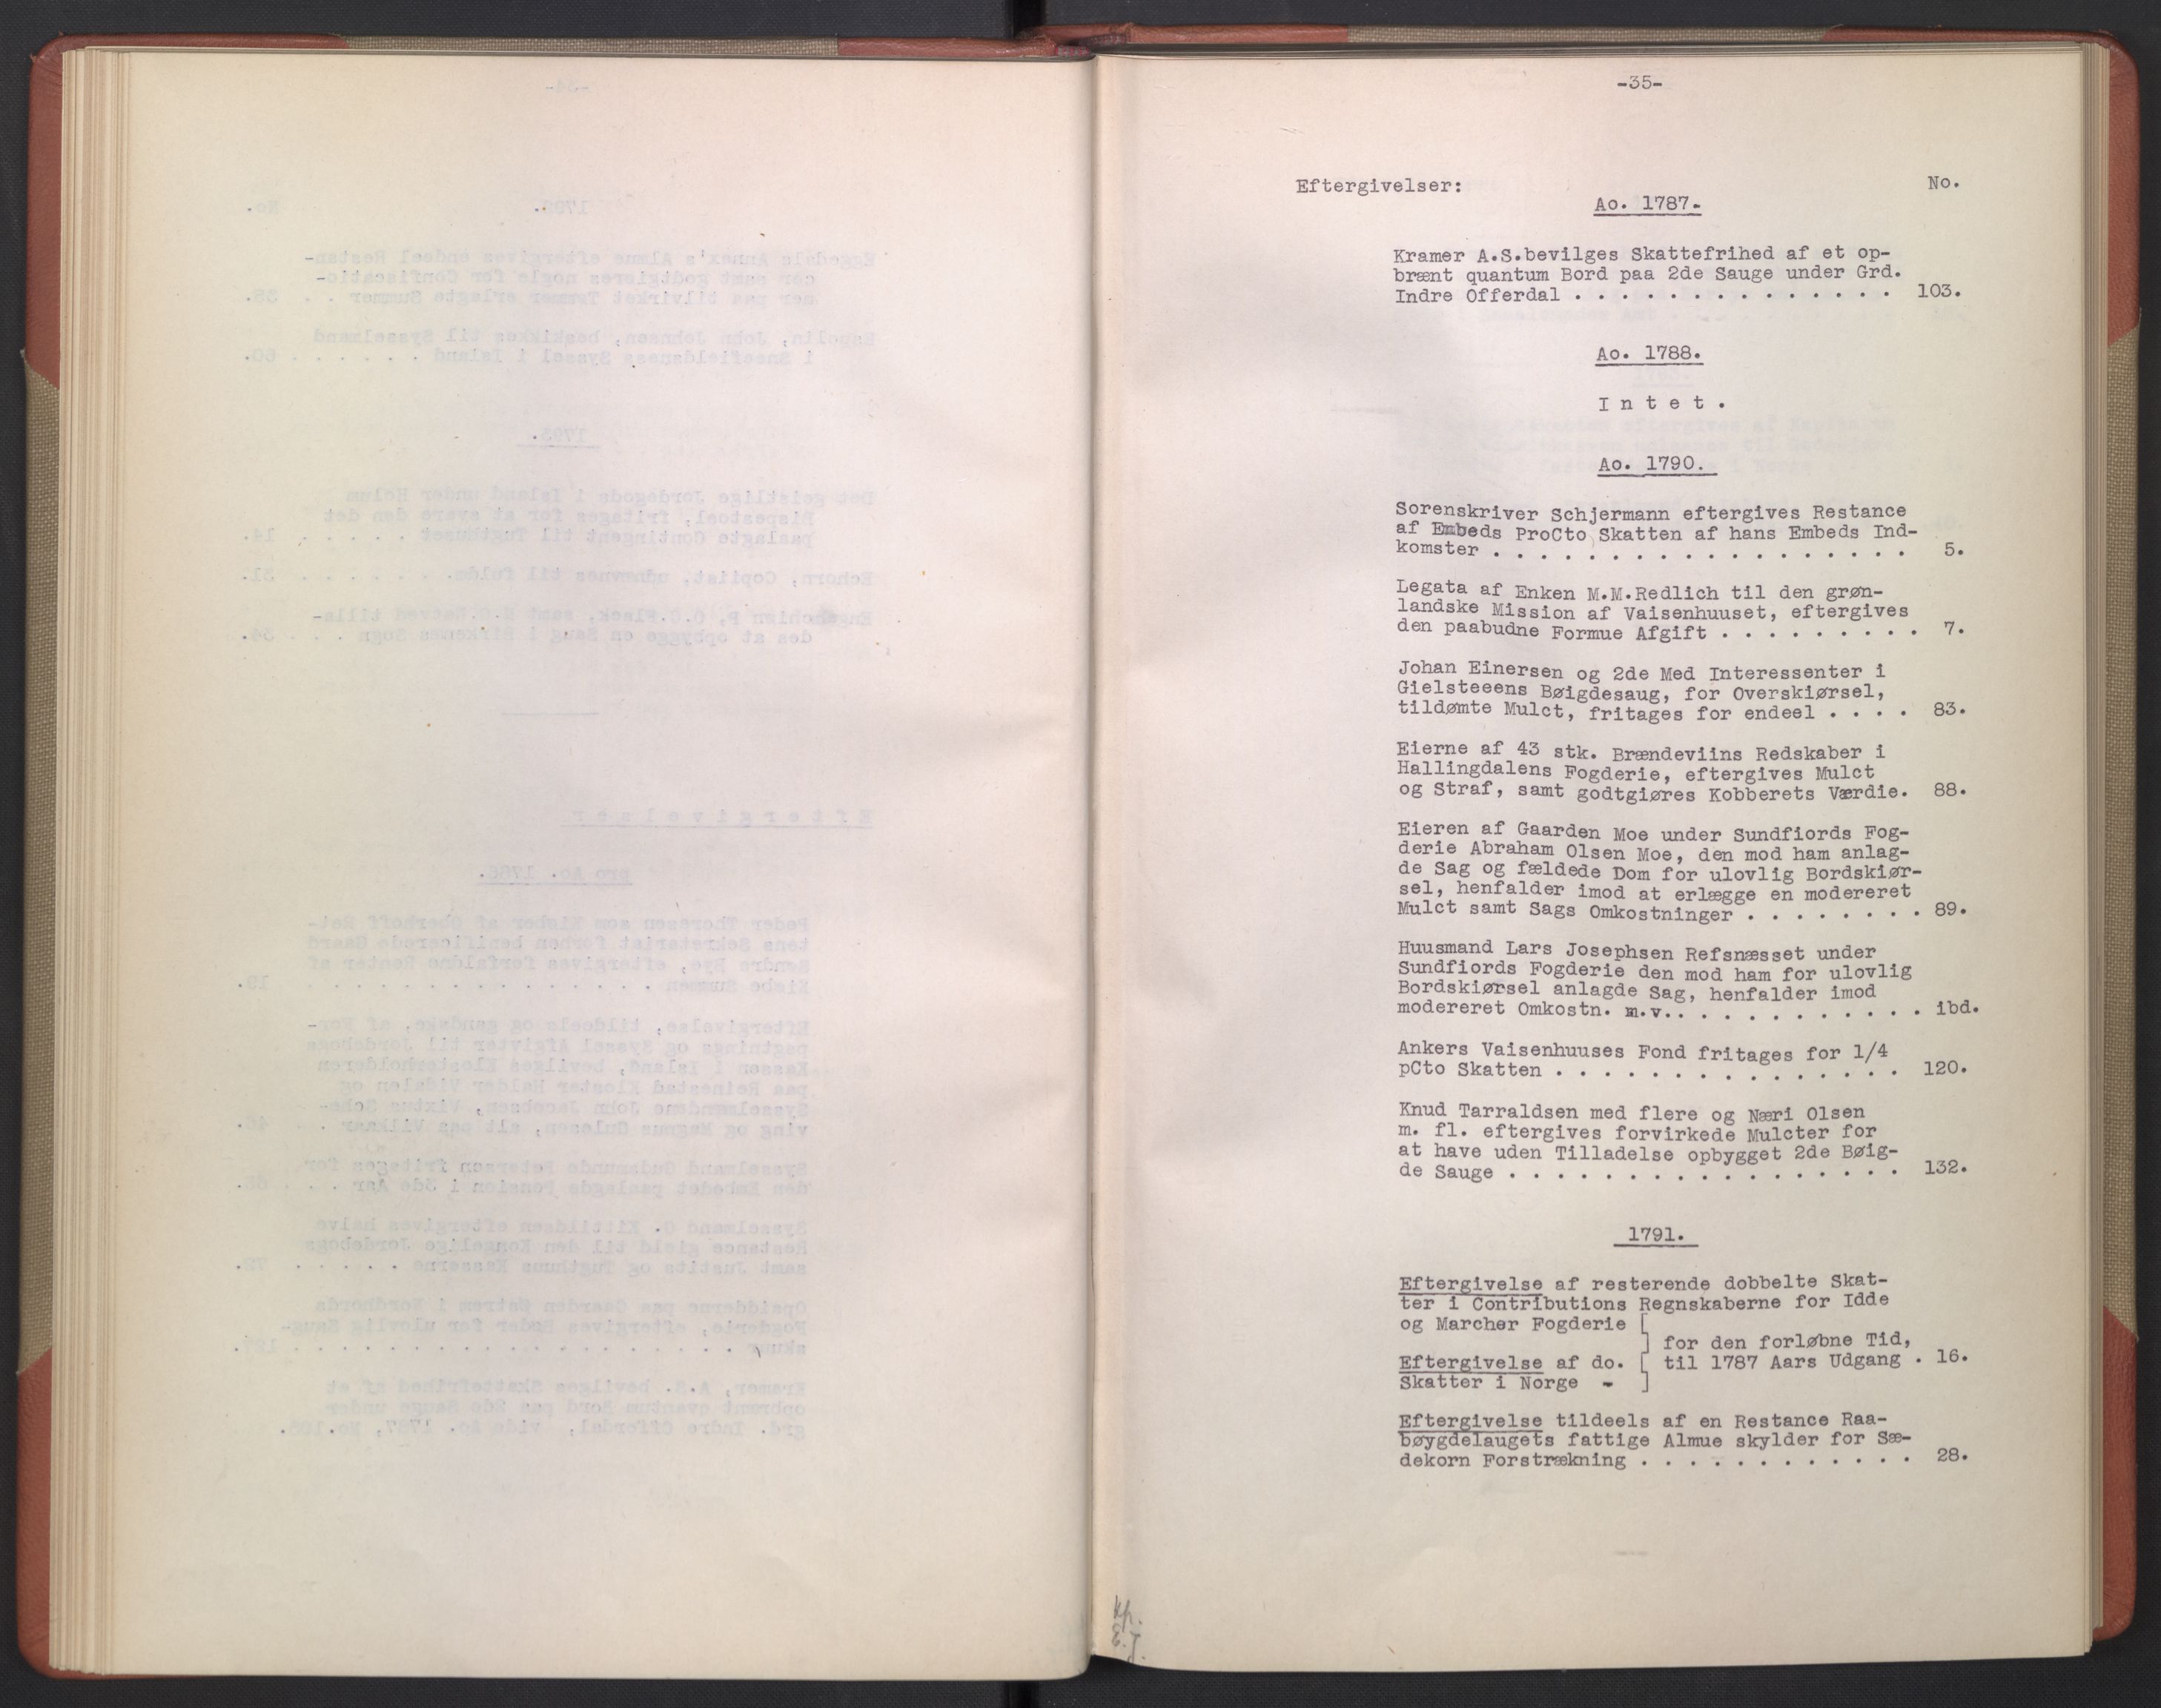 -35-
Eftergivelser: No.
Ao. 1787.
Kramer A.S.bevilges Skattefrihed af et op-
brænt quantum Bord paa 2de Sauge under Grd.
Indre Offerdal . . . . . . . . . . . . . . 103.
Ao. 1788.
I n t e t .
Ao. 1790.
Sorenskriver Schjermann eftergives Restance
af Embeds ProCto Skatten af hans Embeds Ind-
komster . . . . . . . . . . . . . . . . . . 5.
Legata af Enken M.M.Redlich til den grøn-
landske Mission af Vaisenhuuset, eftergives
den paabudne Formue Afgift . . . . . . . . . 7.
Johan Einersen og 2de Med Interessenter i
Gielsteeens Bøigdesaug, for Overskiørsel,
tildømte Mulct, fritages for endeel . . . . 83.
Eierne af 43 stk. Brændeviins Redskaber i
Hallingdalens Fogderie, eftergives Mulct
og Straf, samt godtgiøres Kobberets Værdie. 88.
Eieren af Gaarden Moe under Sundfiords Fog-
derie Abraham Olsen Moe, den mod ham anlag-
de Sag og fældede Dom for ulovlig Bordskiør-
sel, henfalder imod at erlægge en modereret
Mulct samt Sags Omkostninger . . . . . . . . 89.
Huusmand Lars Josephsen Refsnæsset under
Sundfiords Fogderie den mod ham for ulovlig
Bordskiørsel anlagde Sag, henfalder imod
modereret Omkostn. m.v.. . . . . . . . . . . ibd.
Ankers Vaisenhuuses Fond fritages for 1/4
pCto Skatten . . . . . . . . . . . . . . . 120.
Knud Tarraldsen med flere og Næri Olsen
m. fl. eftergives forvirkede Mulcter for
at have uden Tilladelse opbygget 2de Bøig-
de Sauge . . . . . . . . . . . . . . . . . 132.
1791.
Eftergivelse af resterende dobbelte Skat-
ter i Contributions Regnskaberne for Idde
og Marcher Fogderie [
] for den forløbne Tid,
Eftergivelse af do. [ til 1787 Aars Udgang . 16.
Skatter i Norge - ]
Eftergivelse tildeels af en Restance Raa-
bøygdelaugets fattige Almue skylder for Sæ-
dekorn Forstrækning . . . . . . . . . . . . 28.